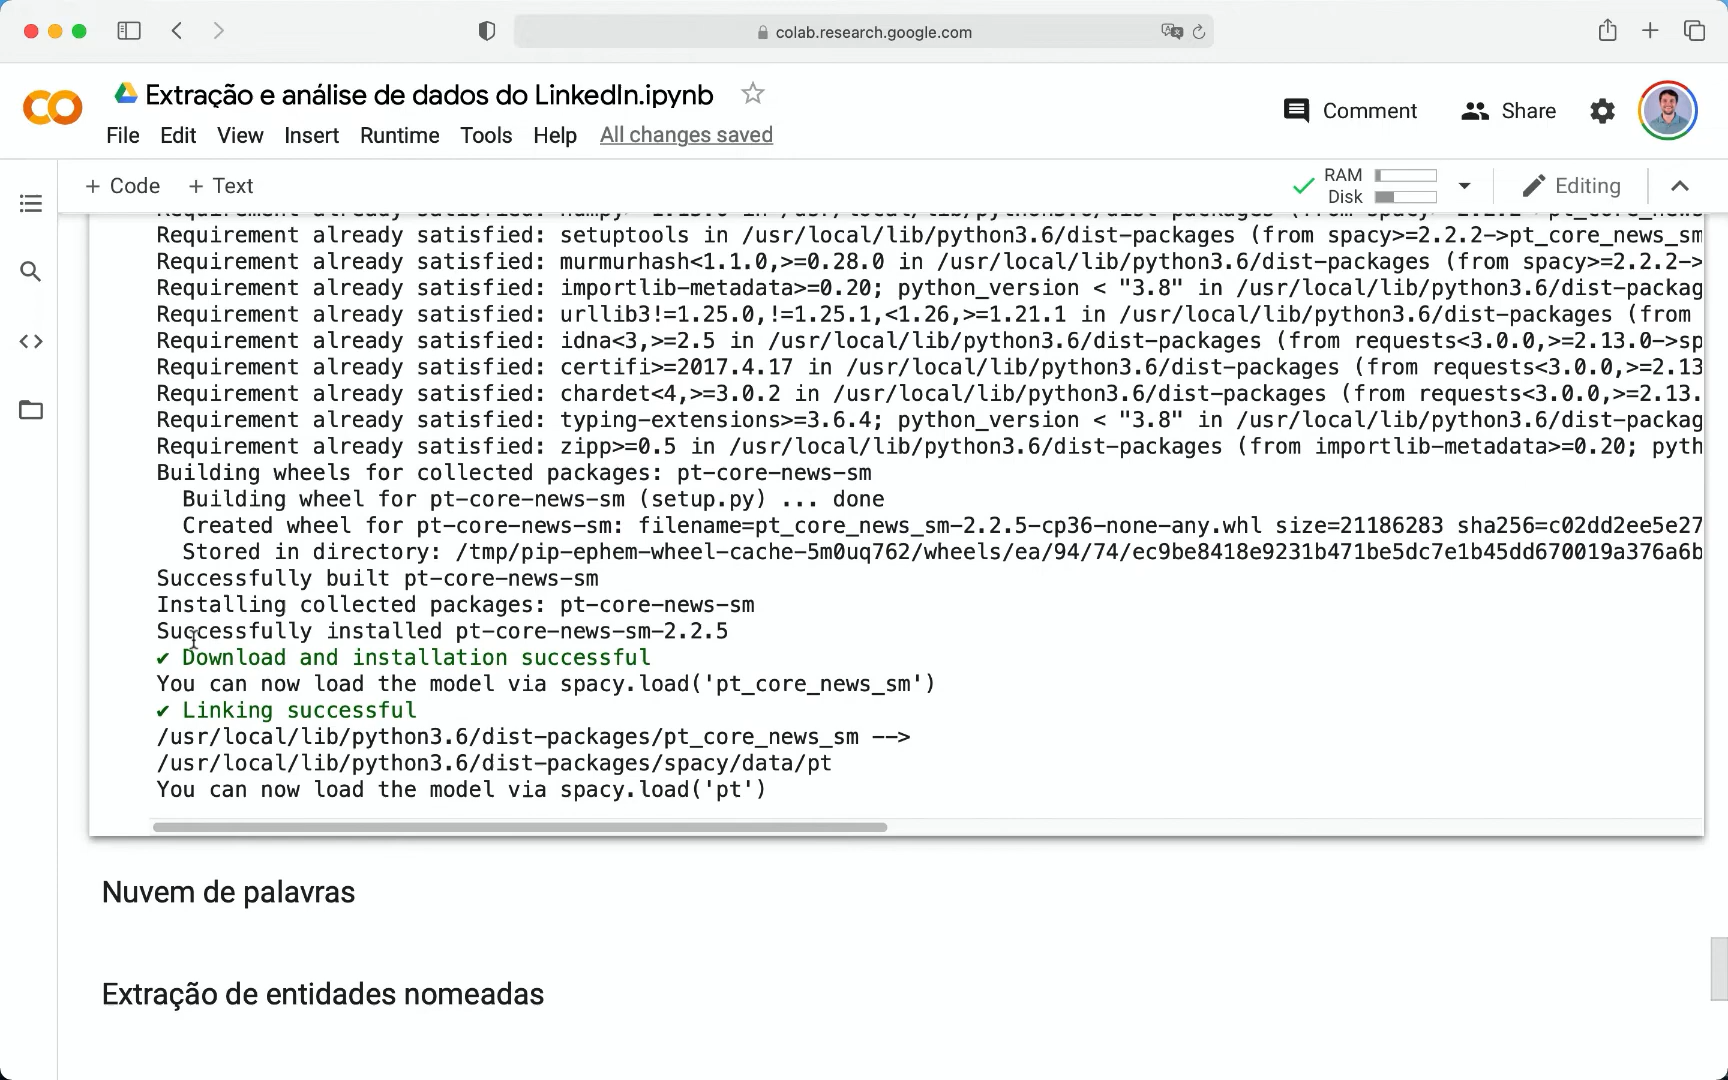 colab.research.google.com
Extração e análise de dados do LinkedIn.ipynb
Comment
Share
File Edit View Insert Runtime Tools Help All changes saved
+ Code + Text
RAM
Disk
Editing
Requirement already satisfied: setuptools in /usr/local/lib/python3.6/dist-packages (from spacy>=2.2.2->pt_core_news_sm
Requirement already satisfied: murmurhash<1.1.0,>=0.28.0 in /usr/local/lib/python3.6/dist-packages (from spacy>=2.2.2->
Requirement already satisfied: importlib-metadata>=0.20; python_version < "3.8" in /usr/local/lib/python3.6/dist-packag
Requirement already satisfied: urllib3!=1.25.0,!=1.25.1,<1.26,>=1.21.1 in /usr/local/lib/python3.6/dist-packages (from
Requirement already satisfied: idna<3,>=2.5 in /usr/local/lib/python3.6/dist-packages (from requests<3.0.0,>=2.13.0->sp
Requirement already satisfied: certifi>=2017.4.17 in /usr/local/lib/python3.6/dist-packages (from requests<3.0.0,>=2.13
Requirement already satisfied: chardet<4,>=3.0.2 in /usr/local/lib/python3.6/dist-packages (from requests<3.0.0,>=2.13.
Requirement already satisfied: typing-extensions>=3.6.4; python_version < "3.8" in /usr/local/lib/python3.6/dist-packag
Requirement already satisfied: zipp>=0.5 in /usr/local/lib/python3.6/dist-packages (from importlib-metadata>=0.20; pyth
Building wheels for collected packages: pt-core-news-sm
Building wheel for pt-core-news-sm (setup.py) ... done
Created wheel for pt-core-news-sm: filename=pt_core_news_sm-2.2.5-cp36-none-any.whl size=21186283 sha256=c02dd2ee5e27
Stored in directory: /tmp/pip-ephem-wheel-cache-5m0uq762/wheels/ea/94/74/ec9be8418e9231b471be5dc7e1b45dd670019a376a6b
Successfully built pt-core-news-sm
Installing collected packages: pt-core-news-sm
Successfully installed pt-core-news-sm-2.2.5
✔ Download and installation successful
You can now load the model via spacy.load('pt_core_news_sm')
✔ Linking successful
/usr/local/lib/python3.6/dist-packages/pt_core_news_sm -->
/usr/local/lib/python3.6/dist-packages/spacy/data/pt
You can now load the model via spacy.load('pt')
Nuvem de palavras
Extração de entidades nomeadas